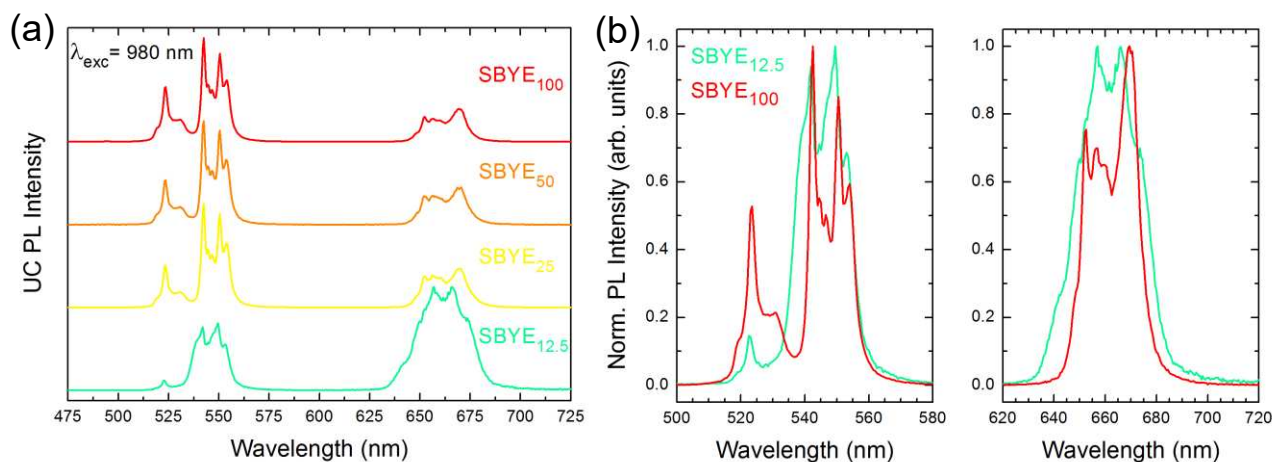 (a)
λexc= 980 nm
SBYE100
SBYE50
SBYE25
SBYE12.5
UC PL Intensity
475 500 525 550 575 600 625 650 675 700 725
Wavelength (nm)
(b)
SBYE12.5
SBYE100
Norm. PL Intensity (arb. units)
1.0
0.8
0.6
0.4
0.2
0.0
500 520 540 560 580
Wavelength (nm)
1.0
0.8
0.6
0.4
0.2
0.0
620 640 660 680 700 720
Wavelength (nm)